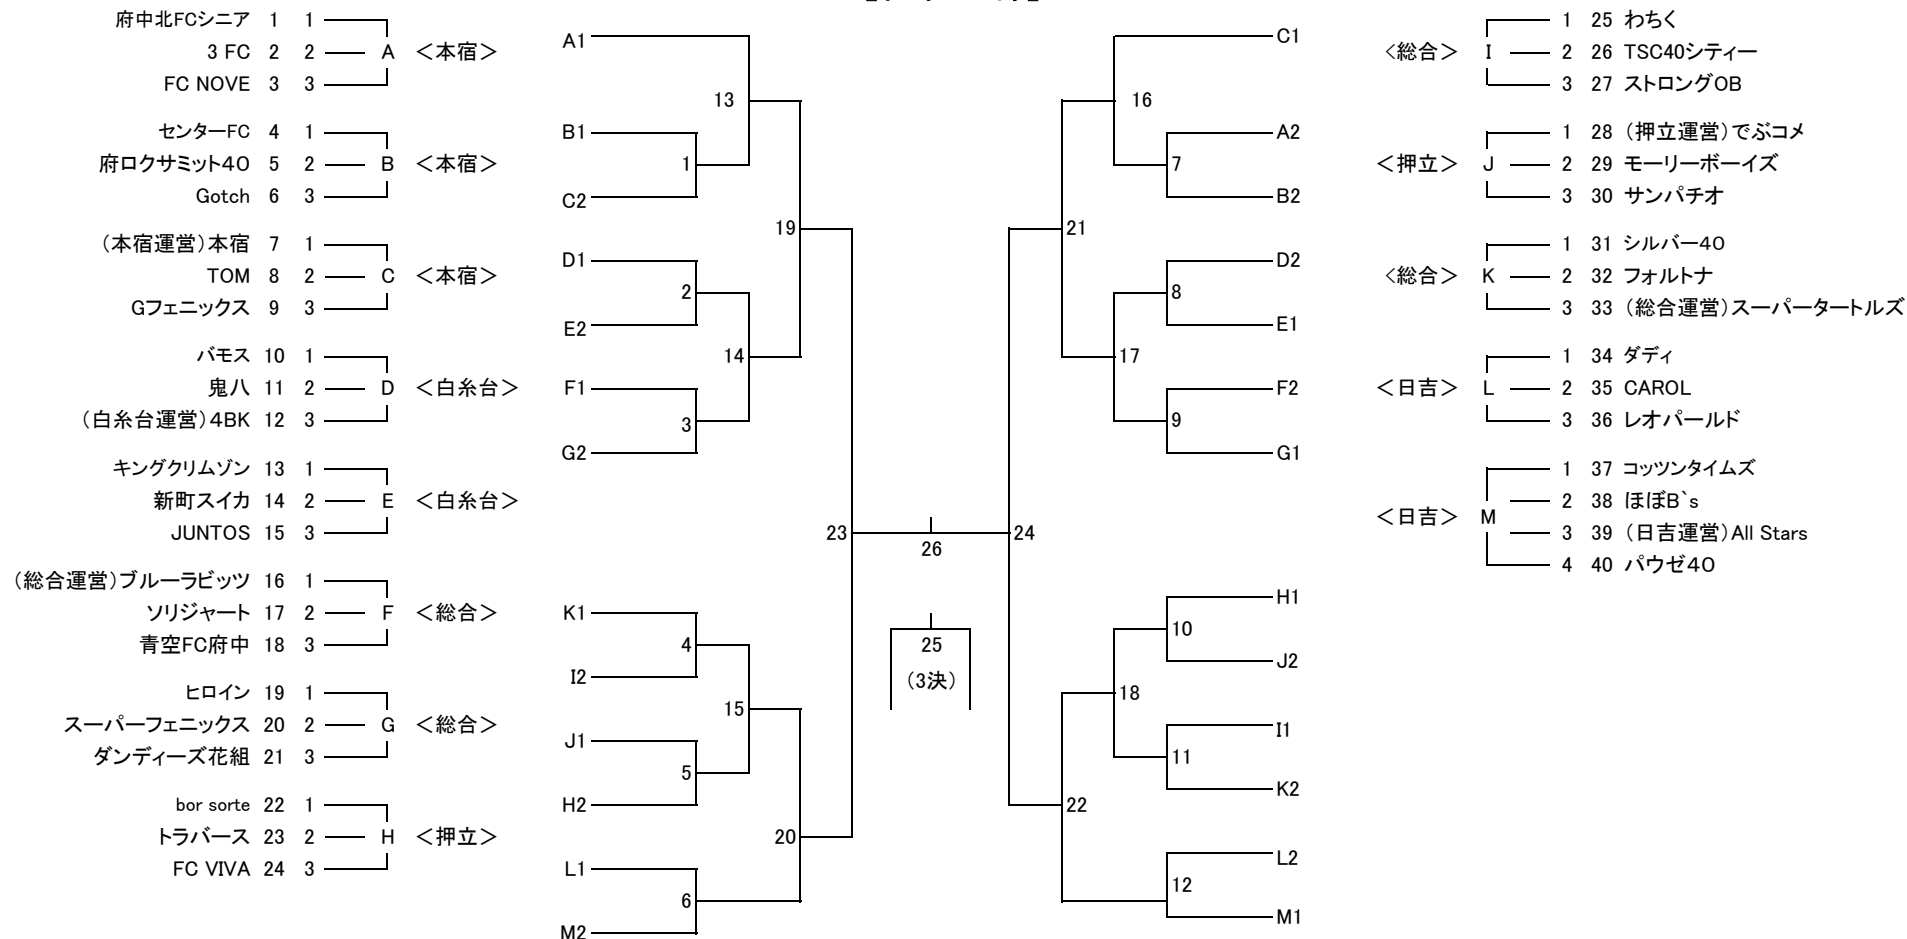 府中北FCシニア 1 1
3 FC 2 2 A ＜本宿＞
FC NOVE 3 3
センターFC 4 1
府ロクサミット40 5 2 B ＜本宿＞
Gotch 6 3
（本宿運営）本宿 7 1
TOM 8 2 C ＜本宿＞
Gフェニックス 9 3
バモス 10 1
鬼八 11 2 D ＜白糸台＞
（白糸台運営）4BK 12 3
キングクリムゾン 13 1
新町スイカ 14 2 E ＜白糸台＞
JUNTOS 15 3
（総合運営）ブルーラビッツ 16 1
ソリジャート 17 2 F ＜総合＞
青空FC府中 18 3
ヒロイン 19 1
スーパーフェニックス 20 2 G ＜総合＞
ダンディーズ花組 21 3
bor sorte 22 1
トラバース 23 2 H ＜押立＞
FC VIVA 24 3
A1
13
B1
1
C2
19
D1
2
E2
14
F1
3
G2
23
K1
4
I2
15
J1
5
H2
20
L1
6
M2
26
25
（3決）
C1
16
A2
7
B2
21
D2
8
E1
17
F2
9
G1
24
H1
10
J2
18
I1
11
K2
22
L2
12
M1
1 25 わちく
＜総合＞ I 2 26 TSC40シティー
3 27 ストロングOB
1 28 （押立運営）でぶコメ
＜押立＞ J 2 29 モーリーボーイズ
3 30 サンパチオ
1 31 シルバー40
＜総合＞ K 2 32 フォルトナ
3 33 （総合運営）スーパータートルズ
1 34 ダディ
＜日吉＞ L 2 35 CAROL
3 36 レオパールド
1 37 コッツンタイムズ
2 38 ほぼB`s
＜日吉＞ M
3 39 （日吉運営）All Stars
4 40 パウゼ40